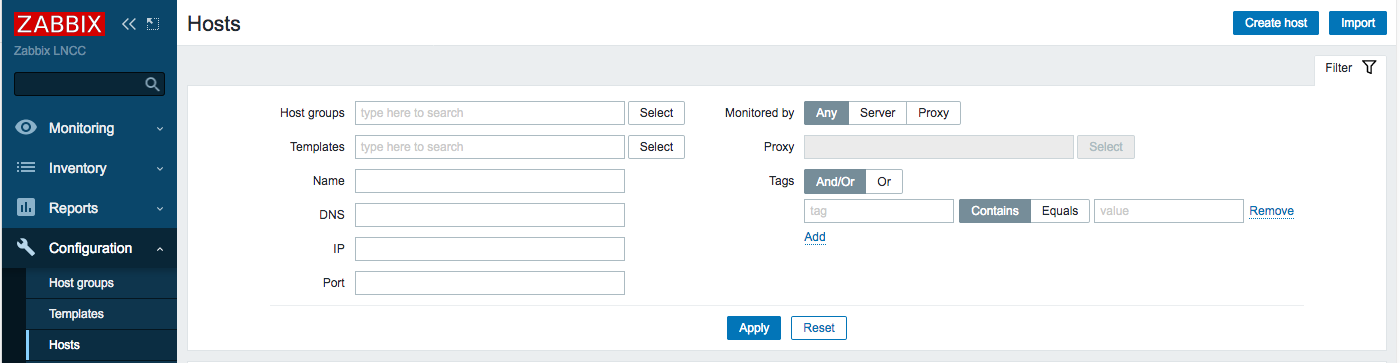 ZABBIX
Zabbix LNCC
Monitoring
Inventory
Reports
Configuration
Host groups
Templates
Hosts
Hosts Create host Import
Filter
Host groups type here to search Select Monitored by Any Server Proxy
Templates type here to search Select Proxy Select
Name Tags And/Or Or
DNS tag Contains Equals value Remove
Add
IP
Port
Apply Reset